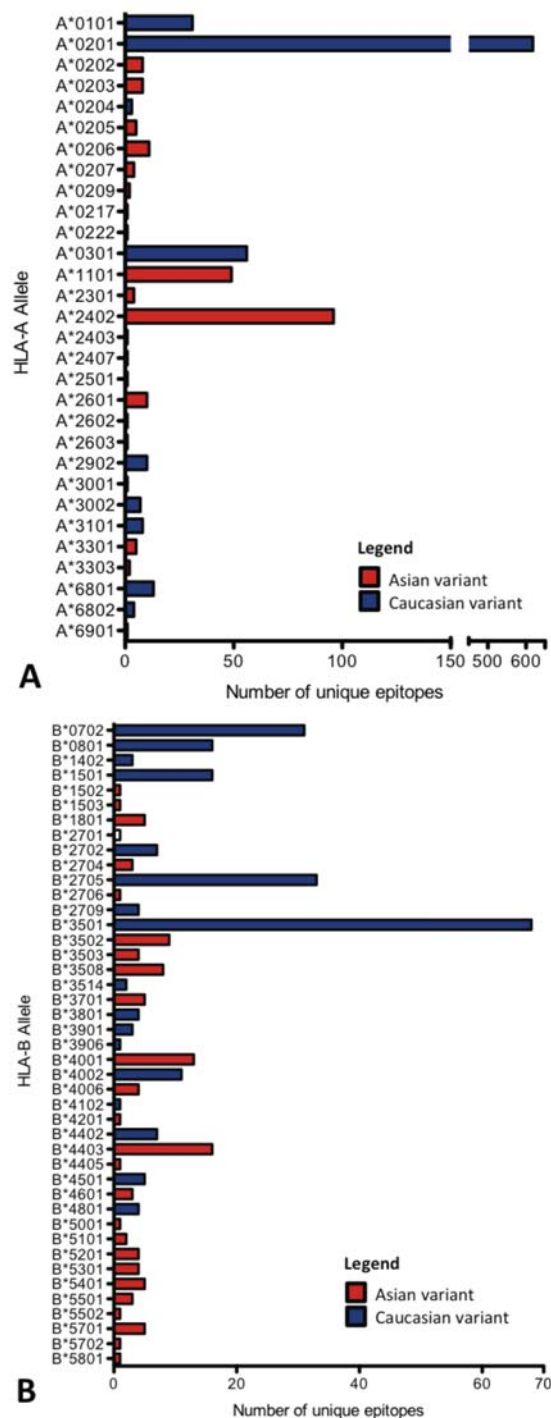 A*0101
A*0201
A*0202
A*0203
A*0204
A*0205
A*0206
A*0207
A*0209
A*0217
A*0222
A*0301
A*1101
A*2301
A*2402
A*2403
A*2407
A*2501
A*2601
A*2602
A*2603
A*2902
A*3001
A*3002
A*3101
A*3301
A*3303
A*6801
A*6802
A*6901
HLA-A Allele
Legend
Asian variant
Caucasian variant
0 50 100 150 500 600
Number of unique epitopes
A
B*0702
B*0801
B*1402
B*1501
B*1502
B*1503
B*1801
B*2701
B*2702
B*2704
B*2705
B*2706
B*2709
B*3501
B*3502
B*3503
B*3508
B*3514
B*3701
B*3801
B*3901
B*3906
B*4001
B*4002
B*4006
B*4102
B*4201
B*4402
B*4403
B*4405
B*4501
B*4601
B*4801
B*5001
B*5101
B*5201
B*5301
B*5401
B*5501
B*5502
B*5701
B*5702
B*5801
HLA-B Allele
Legend
Asian variant
Caucasian variant
0 20 40 60 70
Number of unique epitopes
B